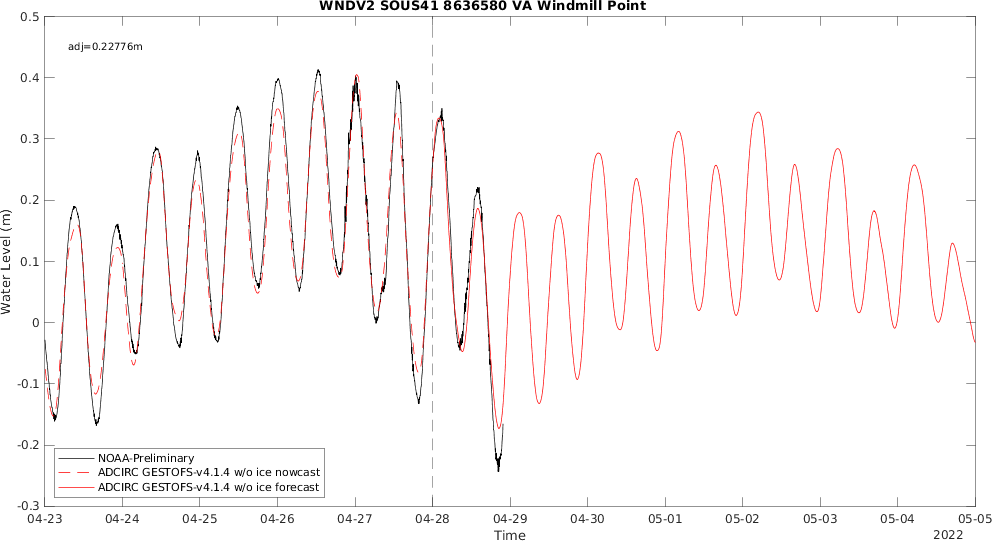 WNDV2 SOUS41 8636580 VA Windmill Point
adj=0.22776m
Water Level (m)
0.5
0.4
0.3
0.2
0.1
0
-0.1
-0.2
-0.3
NOAA-Preliminary
ADCIRC GESTOFS-v4.1.4 w/o ice nowcast
ADCIRC GESTOFS-v4.1.4 w/o ice forecast
04-23 04-24 04-25 04-26 04-27 04-28 04-29 04-30 05-01 05-02 05-03 05-04 05-05
Time
2022